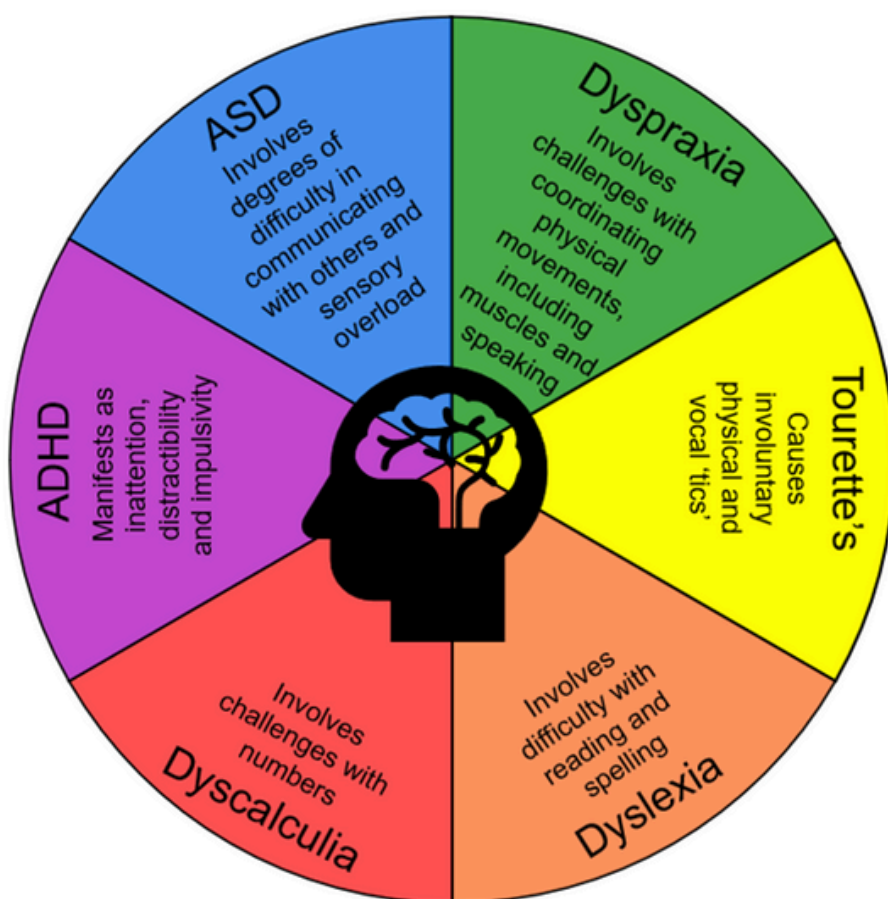 ASD
Involves
degrees of
difficulty in
communicating
with others and
sensory
overload
Dyspraxia
Involves
challenges with
coordinating
physical
movements,
including
muscles and
speaking
Tourette's
Causes
involuntary
physical and
vocal 'tics'
Dyslexia
Involves
difficulty with
reading and
spelling
Dyscalculia
Involves
challenges with
numbers
ADHD
Manifests as
inattention,
distractibility
and impulsivity